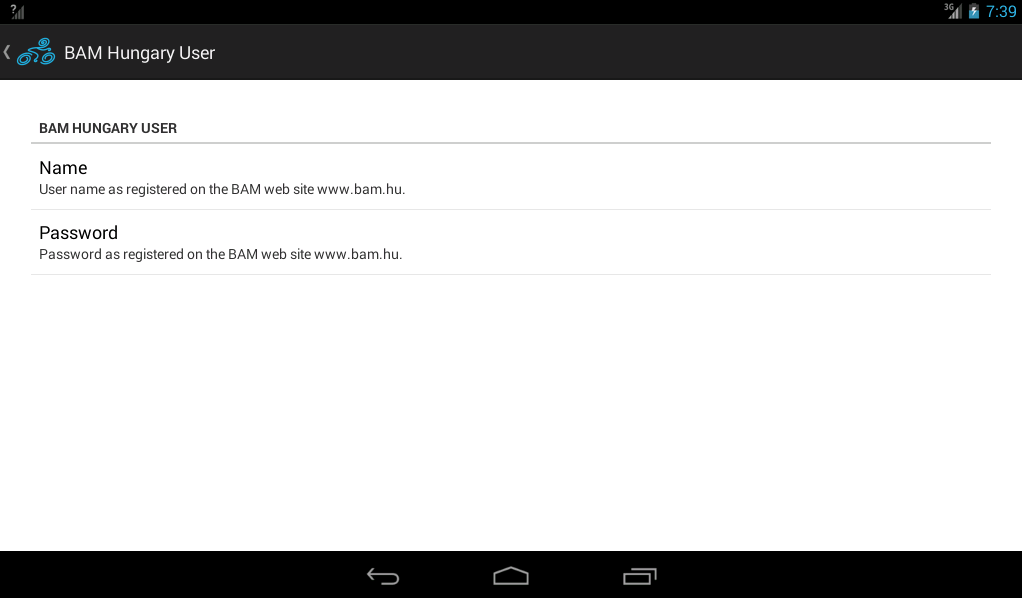 ?
3G
7:39
BAM Hungary User
BAM HUNGARY USER
Name
User name as registered on the BAM web site www.bam.hu.
Password
Password as registered on the BAM web site www.bam.hu.